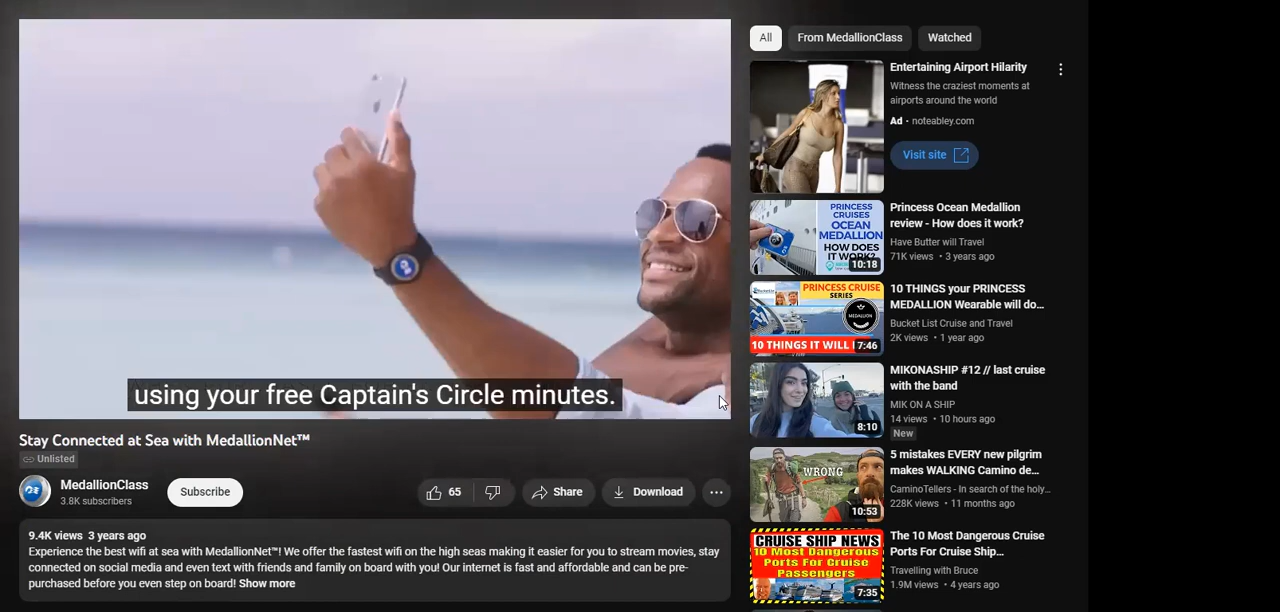 using your free Captain's Circle minutes.
Stay Connected at Sea with MedallionNet™
Unlisted
MedallionClass
3.8K subscribers
Subscribe
65
Share
Download
9.4K views 3 years ago
Experience the best wifi at sea with MedallionNet™! We offer the fastest wifi on the high seas making it easier for you to stream movies, stay
connected on social media and even text with friends and family on board with you! Our internet is fast and affordable and can be pre-
purchased before you even step on board! Show more
All
From MedallionClass
Watched
Entertaining Airport Hilarity
Witness the craziest moments at
airports around the world
Ad · noteabley.com
Visit site
PRINCESS
CRUISES
OCEAN
MEDALLION
HOW DOES
IT WORK?
10:18
Princess Ocean Medallion
review - How does it work?
Have Butter will Travel
71K views • 3 years ago
PRINCESS CRUISE
SERIES
MEDALLION
10 THINGS IT WILL
7:46
10 THINGS your PRINCESS
MEDALLION Wearable will do…
Bucket List Cruise and Travel
2K views • 1 year ago
8:10
MIKONASHIP #12 // last cruise
with the band
MIK ON A SHIP
14 views • 10 hours ago
New
WRONG
10:53
5 mistakes EVERY new pilgrim
makes WALKING Camino de…
CaminoTellers - In search of the holy…
228K views • 11 months ago
CRUISE SHIP NEWS
10 Most Dangerous
Ports For Cruise
Passengers
7:35
The 10 Most Dangerous Cruise
Ports For Cruise Ship…
Travelling with Bruce
1.9M views • 4 years ago